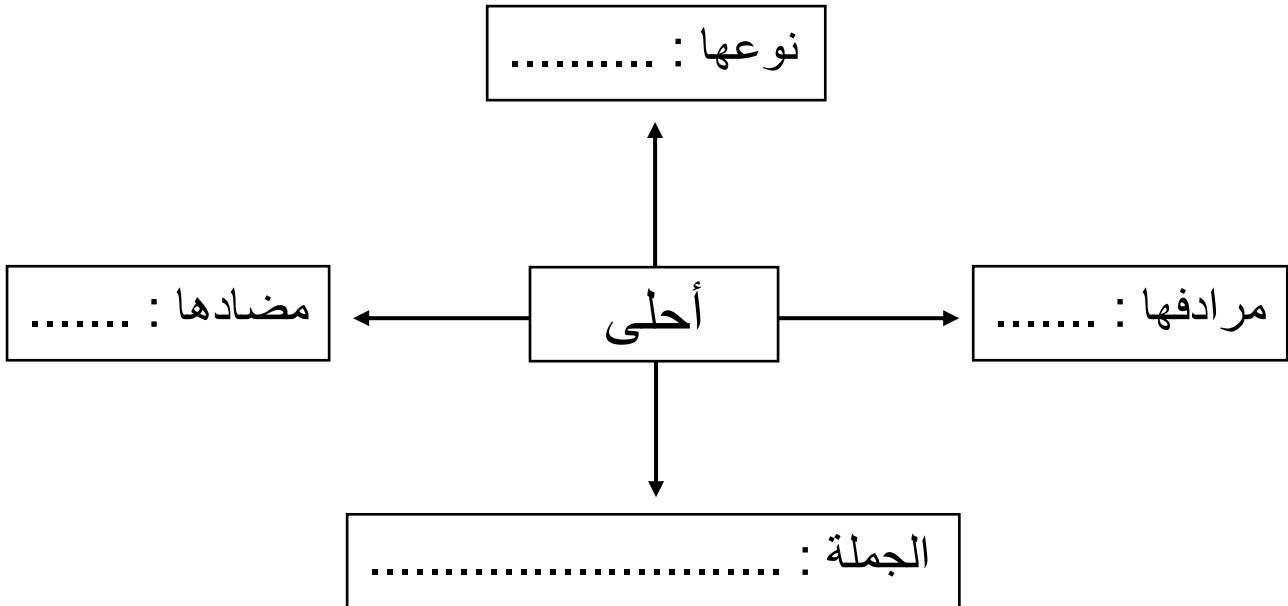 نوعها : ..........
مرادفها : .......
أحلى
مضادها : .......
الجملة : ............................